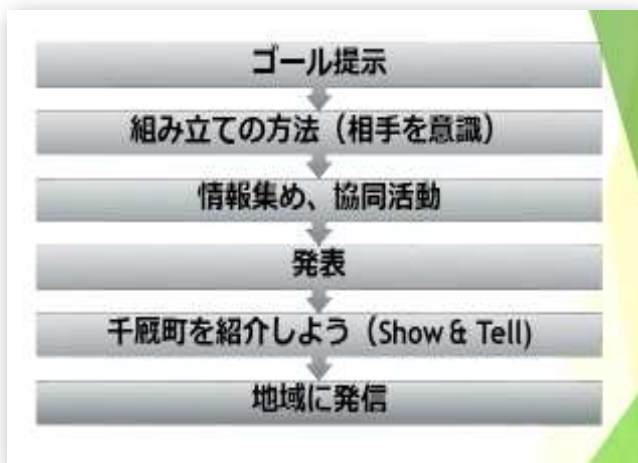 ゴール提示
組み立ての方法（相手を意識）
情報集め、協同活動
発表
千厩町を紹介しよう（Show & Tell)
地域に発信